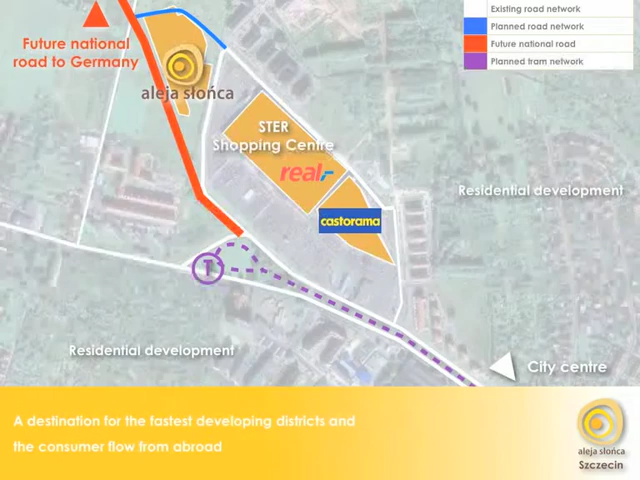 Existing road network
Planned road network
Future national road
Planned tram network
Future national
road to Germany
aleja słońca
STER
Shopping Centre
real,-
castorama
Residential development
T
Residential development
City centre
A destination for the fastest developing districts and
the consumer flow from abroad
aleja słońca
Szczecin